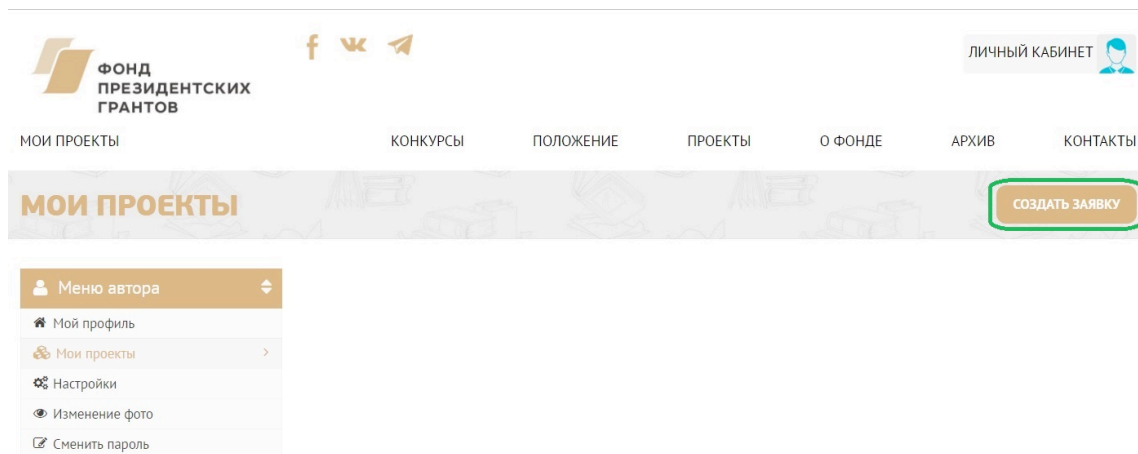 ФОНД
ПРЕЗИДЕНТСКИХ
ГРАНТОВ
ЛИЧНЫЙ КАБИНЕТ
МОИ ПРОЕКТЫ КОНКУРСЫ ПОЛОЖЕНИЕ ПРОЕКТЫ О ФОНДЕ АРХИВ КОНТАКТЫ
МОИ ПРОЕКТЫ
СОЗДАТЬ ЗАЯВКУ
Меню автора
Мой профиль
Мои проекты
Настройки
Изменение фото
Сменить пароль